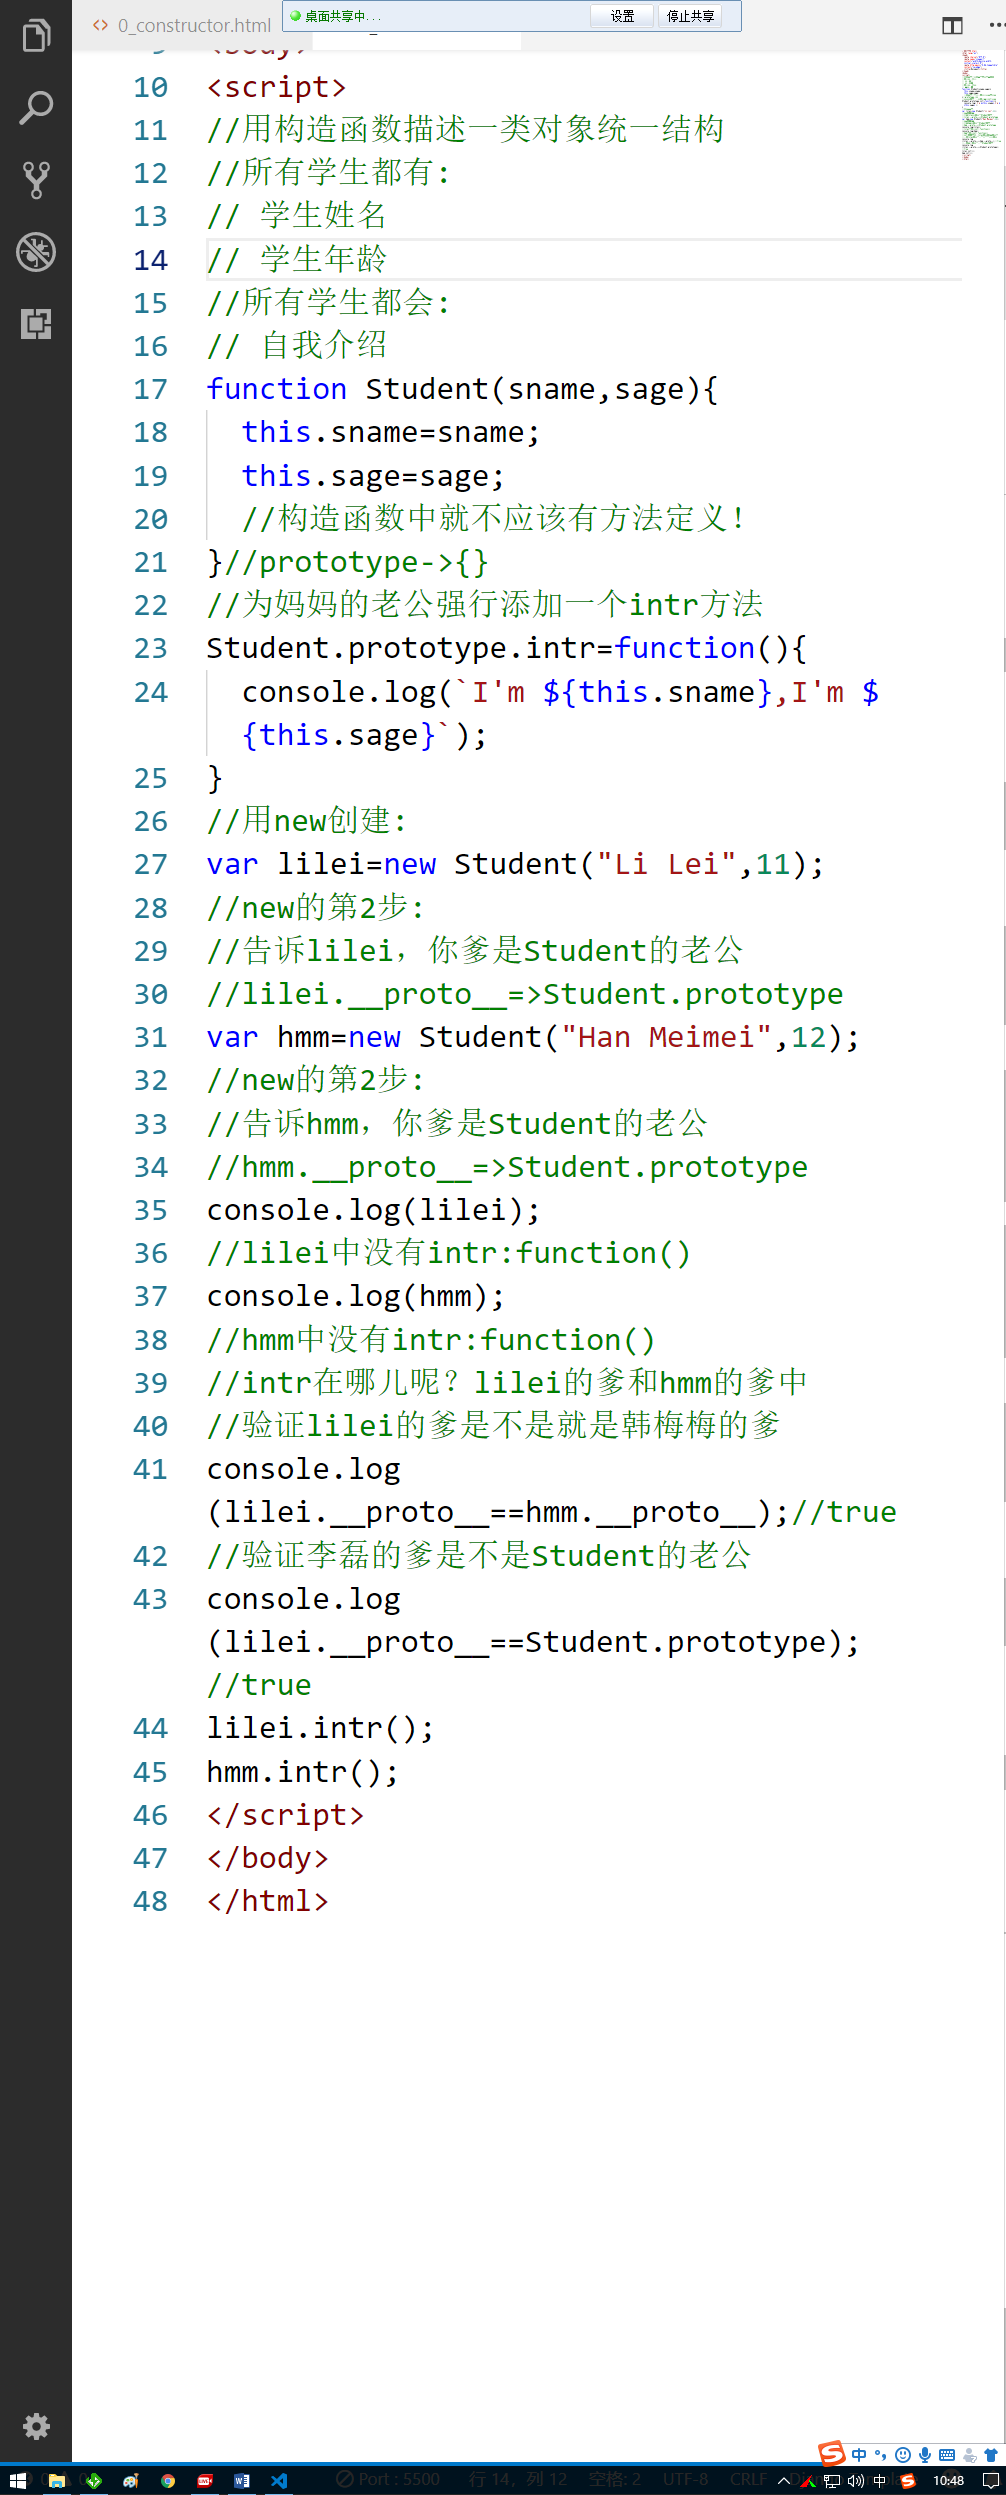 0_constructor.html
桌面共享中...
设置
停止共享
10 <script>
11 //用构造函数描述一类对象统一结构
12 //所有学生都有:
13 // 学生姓名
14 // 学生年龄
15 //所有学生都会:
16 // 自我介绍
17 function Student(sname,sage){
18 this.sname=sname;
19 this.sage=sage;
20 //构造函数中就不应该有方法定义!
21 }//prototype->{}
22 //为妈妈的老公强行添加一个intr方法
23 Student.prototype.intr=function(){
24 console.log(`I'm ${this.sname},I'm $
{this.sage}`);
25 }
26 //用new创建:
27 var lilei=new Student("Li Lei",11);
28 //new的第2步:
29 //告诉lilei，你爹是Student的老公
30 //lilei.__proto__=>Student.prototype
31 var hmm=new Student("Han Meimei",12);
32 //new的第2步:
33 //告诉hmm，你爹是Student的老公
34 //hmm.__proto__=>Student.prototype
35 console.log(lilei);
36 //lilei中没有intr:function()
37 console.log(hmm);
38 //hmm中没有intr:function()
39 //intr在哪儿呢？lilei的爹和hmm的爹中
40 //验证lilei的爹是不是就是韩梅梅的爹
41 console.log
(lilei.__proto__==hmm.__proto__);//true
42 //验证李磊的爹是不是Student的老公
43 console.log
(lilei.__proto__==Student.prototype);
//true
44 lilei.intr();
45 hmm.intr();
46 </script>
47 </body>
48 </html>
中
Port : 5500 行 14，列 12 空格: 2 UTF-8 CRLF
中
10:48